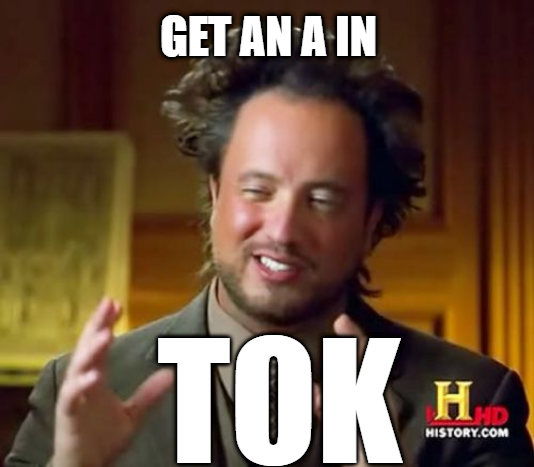 GET AN A IN
TOK
H HD
HISTORY.COM